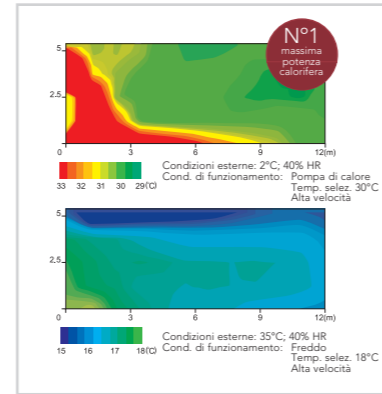 N°1
massima
potenza
calorifera
5
2.5
0 3 6 9 12(m)
33 32 31 30 29(°C)
Condizioni esterne: 2°C; 40% HR
Cond. di funzionamento: Pompa di calore
Temp. selez. 30°C
Alta velocità
5
2.5
0 3 6 9 12(m)
15 16 17 18(°C)
Condizioni esterne: 35°C; 40% HR
Cond. di funzionamento: Freddo
Temp. selez. 18°C
Alta velocità